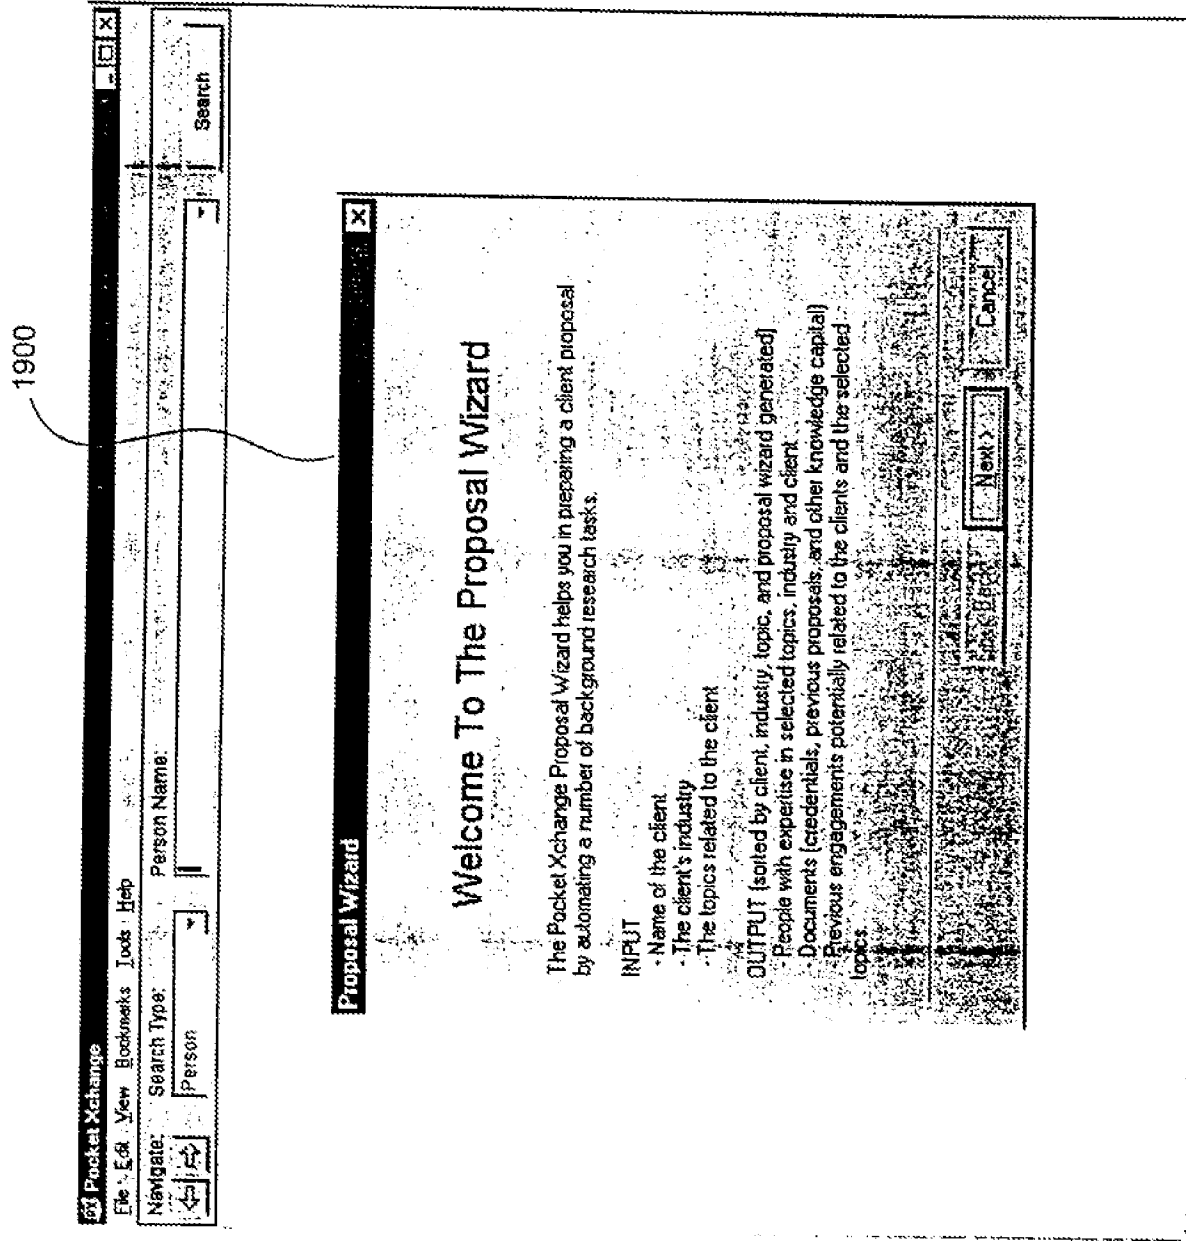 1900
Pocket Xchange
File Edit View Bookmarks Tools Help
Navigate: Search Type: Person Name:
Person Search
Proposal Wizard
Welcome To The Proposal Wizard
The Pocket Xchange Proposal Wizard helps you in preparing a client proposal
by automating a number of background research tasks.
INPUT
- Name of the client
- The client's industry
- The topics related to the client
OUTPUT (sorted by client, industry, topic, and proposal wizard generated)
- People with expertise in selected topics, industry and client
- Documents (credentials, previous proposals, and other knowledge capital)
- Previous engagements potentially related to the clients and the selected
topics.
Next > Cancel